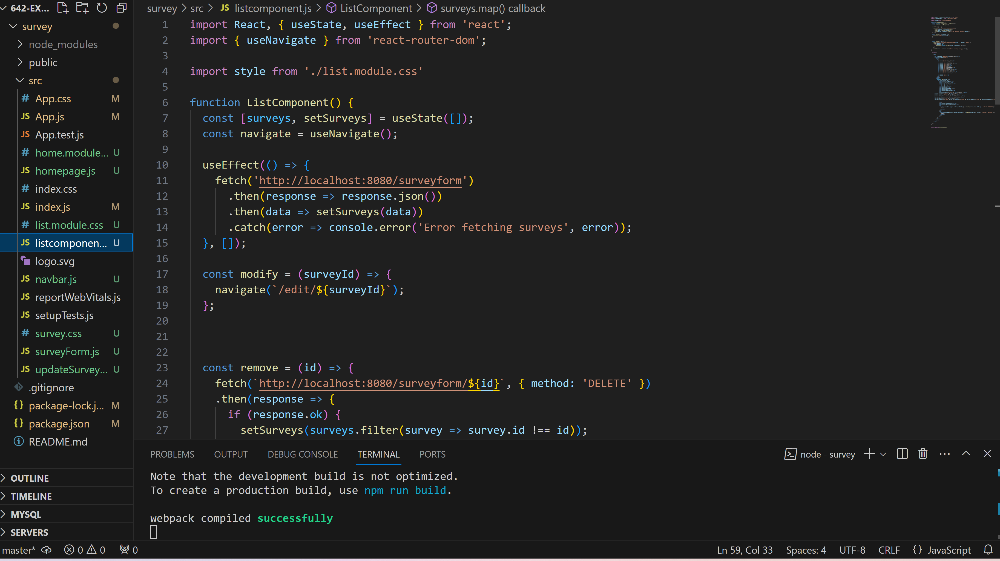 642-EX...
survey
node_modules
public
src
App.css M
App.js M
App.test.js
home.module... U
homepage.js U
index.css
index.js M
list.module.css U
listcomponen... U
logo.svg
navbar.js U
reportWebVitals.js
setupTests.js
survey.css U
surveyForm.js U
updateSurvey... U
.gitignore
package-lock.j... M
package.json M
README.md
OUTLINE
TIMELINE
MYSQL
SERVERS
survey > src > JS listcomponent.js > ListComponent > surveys.map() callback
1 import React, { useState, useEffect } from 'react';
2 import { useNavigate } from 'react-router-dom';
3
4 import style from './list.module.css'
5
6 function ListComponent() {
7 const [surveys, setSurveys] = useState([]);
8 const navigate = useNavigate();
9
10 useEffect(() => {
11 fetch('http://localhost:8080/surveyform')
12 .then(response => response.json())
13 .then(data => setSurveys(data))
14 .catch(error => console.error('Error fetching surveys', error));
15 }, []);
16
17 const modify = (surveyId) => {
18 navigate(`/edit/${surveyId}`);
19 };
20
21
22
23 const remove = (id) => {
24 fetch(`http://localhost:8080/surveyform/${id}`, { method: 'DELETE' })
25 .then(response => {
26 if (response.ok) {
27 setSurveys(surveys.filter(survey => survey.id !== id));
PROBLEMS OUTPUT DEBUG CONSOLE TERMINAL PORTS
node - survey
Note that the development build is not optimized.
To create a production build, use npm run build.
webpack compiled successfully
master* 0 0 0 Ln 59, Col 33 Spaces: 4 UTF-8 CRLF {} JavaScript